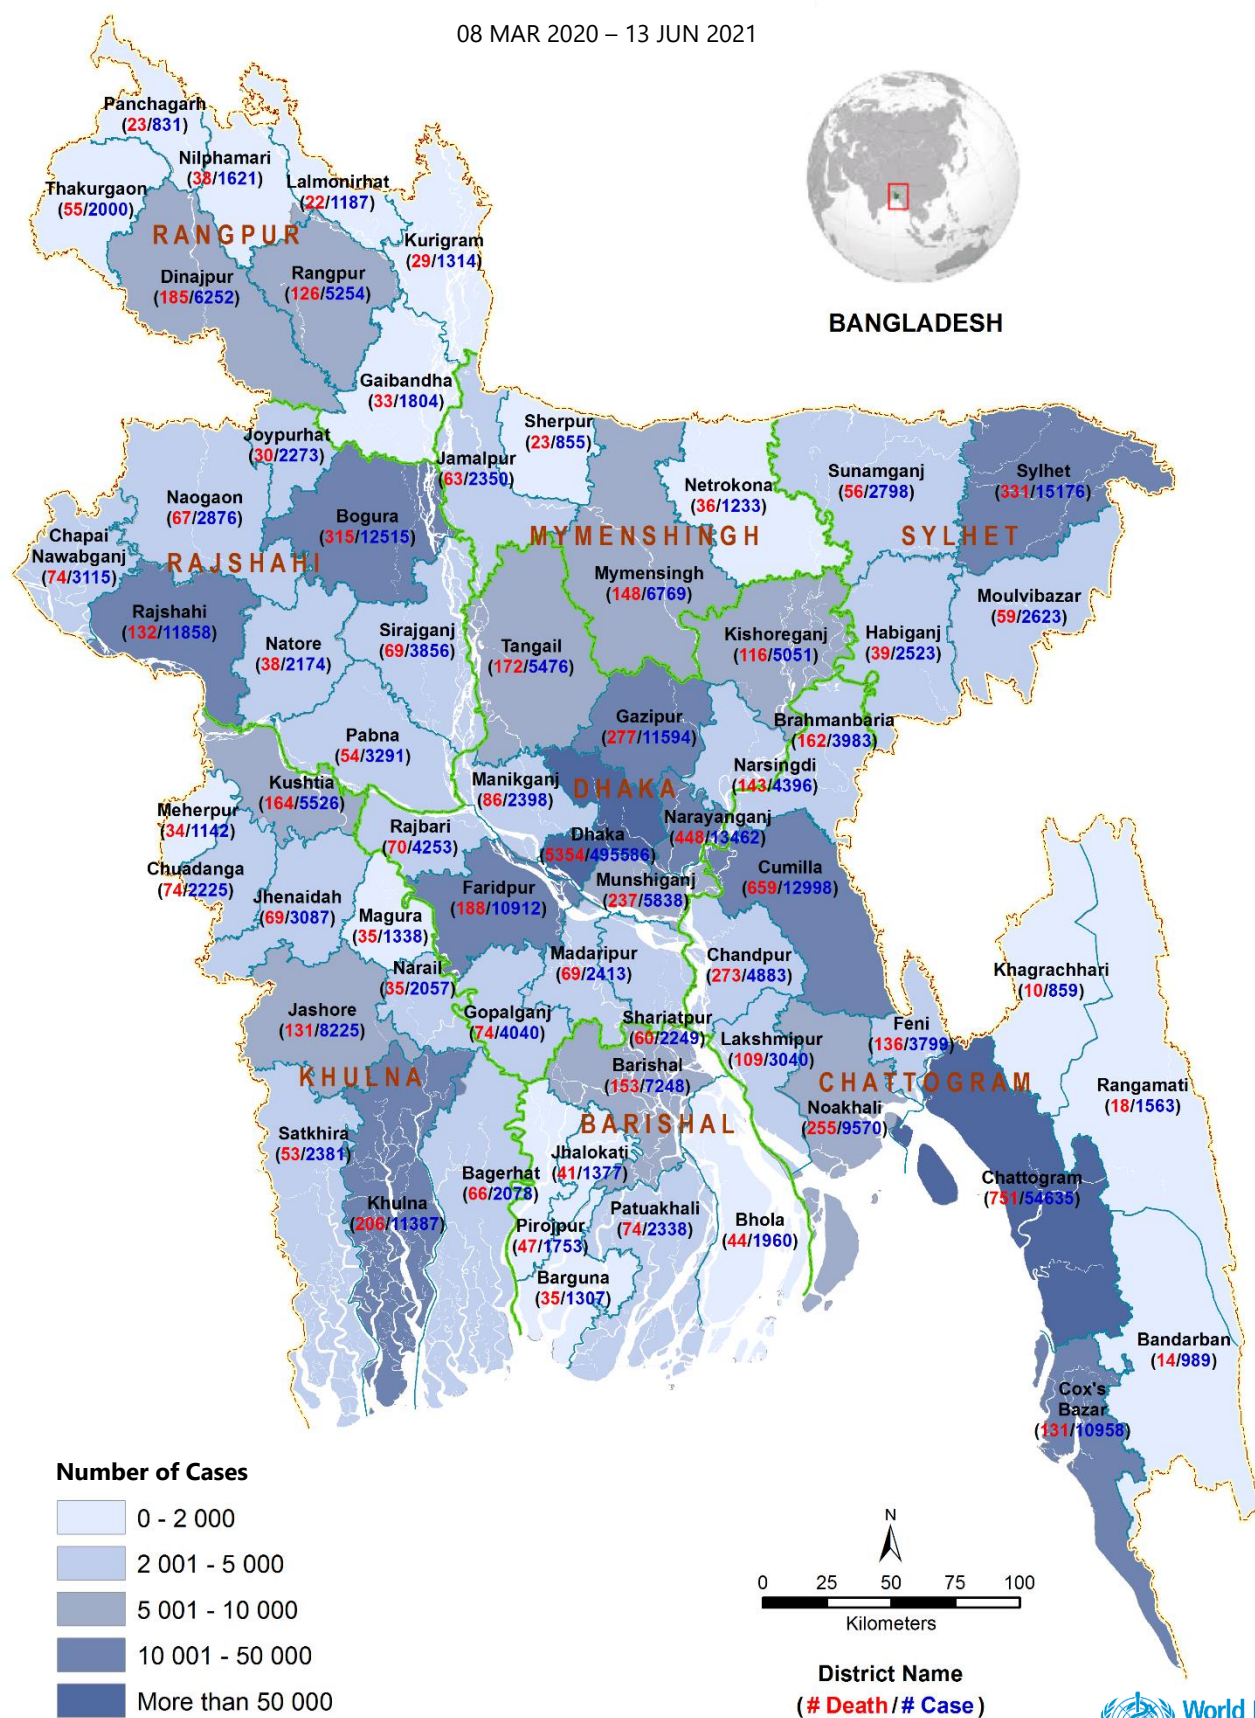 08 MAR 2020 – 13 JUN 2021
Panchagarh
(23/831)
Nilphamari
(38/1621)
Lalmonirhat
(22/1187)
Thakurgaon
(55/2000)
RANGPUR
Kurigram
(29/1314)
Dinajpur
(185/6252)
Rangpur
(126/5254)
BANGLADESH
Gaibandha
(33/1804)
Sherpur
(23/855)
Joypurhat
(30/2273)
Jamalpur
(63/2350)
Netrokona
(36/1233)
Sunamganj
(56/2798)
Sylhet
(331/15176)
Naogaon
(67/2876)
Bogura
(315/12515)
Chapai
Nawabganj
(74/3115)
RAJSHAHI
MYMENSHINGH
SYLHET
Mymensingh
(148/6769)
Moulvibazar
(59/2623)
Rajshahi
(132/11858)
Natore
(38/2174)
Sirajganj
(69/3856)
Tangail
(172/5476)
Kishoreganj
(116/5051)
Habiganj
(39/2523)
Gazipur
(277/11594)
Brahmanbaria
(162/3983)
Pabna
(54/3291)
Narsingdi
(143/4396)
Kushtia
(164/5526)
Manikganj
(86/2398)
DHAKA
Meherpur
(34/1142)
Rajbari
(70/4253)
Dhaka
(5354/495586)
Narayanganj
(448/13462)
Chuadanga
(74/2225)
Jhenaidah
(69/3087)
Magura
(35/1338)
Faridpur
(188/10912)
Munshiganj
(237/5838)
Cumilla
(659/12998)
Narail
(35/2057)
Madaripur
(69/2413)
Chandpur
(273/4883)
Khagrachhari
(10/859)
Jashore
(131/8225)
Gopalganj
(74/4040)
Shariatpur
(60/2249)
Lakshmipur
(109/3040)
Feni
(136/3799)
KHULNA
Barishal
(153/7248)
CHATTOGRAM
Rangamati
(18/1563)
Noakhali
(255/9570)
BARISHAL
Satkhira
(53/2381)
Jhalokati
(41/1377)
Bagerhat
(66/2078)
Chattogram
(751/54635)
Khulna
(206/11387)
Patuakhali
(74/2338)
Bhola
(44/1960)
Pirojpur
(47/1753)
Barguna
(35/1307)
Bandarban
(14/989)
Cox's
Bazar
(131/10958)
Number of Cases
0 - 2 000
2 001 - 5 000
5 001 - 10 000
10 001 - 50 000
More than 50 000
N
0 25 50 75 100
Kilometers
District Name
(# Death / # Case)
World